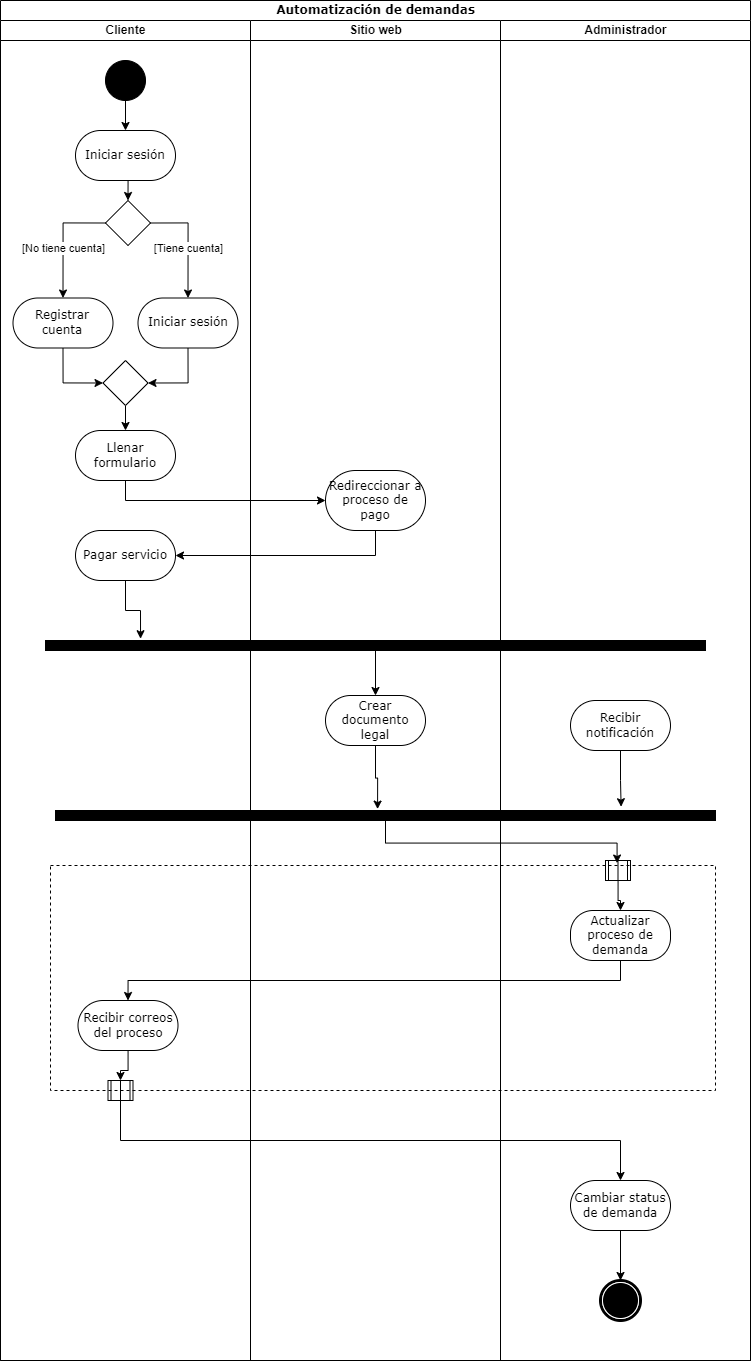 Automatización de demandas
Cliente
Sitio web
Administrador
Iniciar sesión
[No tiene cuenta]
[Tiene cuenta]
Registrar
cuenta
Iniciar sesión
Llenar
formulario
Redireccionar a
proceso de
pago
Pagar servicio
Crear
documento
legal
Recibir
notificación
Actualizar
proceso de
demanda
Recibir correos
del proceso
Cambiar status
de demanda